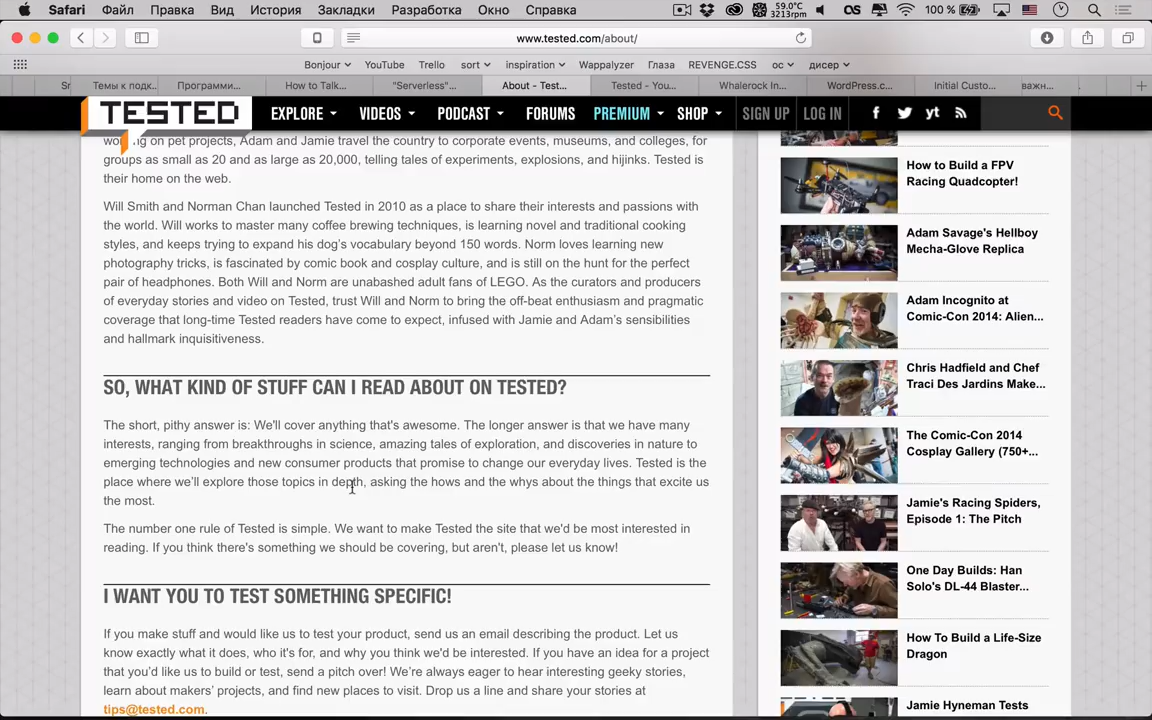 Safari Файл Правка Вид История Закладки Разработка Окно Справка 59.0°C 3213rpm 100 %
www.tested.com/about/
Bonjour YouTube Trello sort inspiration Wappalyzer Глаза REVENGE.CSS ос дисер
Sr Темы к подк... Программи... How to Talk... "Serverless"... About - Test... Tested - You... Whalerock In... WordPress.c... Initial Custo... важн...
TESTED EXPLORE VIDEOS PODCAST FORUMS PREMIUM SHOP SIGN UP LOG IN
on pet projects, Adam and Jamie travel the country to corporate events, museums, and colleges, for
groups as small as 20 and as large as 20,000, telling tales of experiments, explosions, and hijinks. Tested is
their home on the web.
Will Smith and Norman Chan launched Tested in 2010 as a place to share their interests and passions with
the world. Will works to master many coffee brewing techniques, is learning novel and traditional cooking
styles, and keeps trying to expand his dog's vocabulary beyond 150 words. Norm loves learning new
photography tricks, is fascinated by comic book and cosplay culture, and is still on the hunt for the perfect
pair of headphones. Both Will and Norm are unabashed adult fans of LEGO. As the curators and producers
of everyday stories and video on Tested, trust Will and Norm to bring the off-beat enthusiasm and pragmatic
coverage that long-time Tested readers have come to expect, infused with Jamie and Adam's sensibilities
and hallmark inquisitiveness.
SO, WHAT KIND OF STUFF CAN I READ ABOUT ON TESTED?
The short, pithy answer is: We'll cover anything that's awesome. The longer answer is that we have many
interests, ranging from breakthroughs in science, amazing tales of exploration, and discoveries in nature to
emerging technologies and new consumer products that promise to change our everyday lives. Tested is the
place where we'll explore those topics in depth, asking the hows and the whys about the things that excite us
the most.
The number one rule of Tested is simple. We want to make Tested the site that we'd be most interested in
reading. If you think there's something we should be covering, but aren't, please let us know!
I WANT YOU TO TEST SOMETHING SPECIFIC!
If you make stuff and would like us to test your product, send us an email describing the product. Let us
know exactly what it does, who it's for, and why you think we'd be interested. If you have an idea for a project
that you'd like us to build or test, send a pitch over! We're always eager to hear interesting geeky stories,
learn about makers' projects, and find new places to visit. Drop us a line and share your stories at
tips@tested.com.
How to Build a FPV
Racing Quadcopter!
Adam Savage's Hellboy
Mecha-Glove Replica
Adam Incognito at
Comic-Con 2014: Alien...
Chris Hadfield and Chef
Traci Des Jardins Make...
The Comic-Con 2014
Cosplay Gallery (750+...
Jamie's Racing Spiders,
Episode 1: The Pitch
One Day Builds: Han
Solo's DL-44 Blaster...
How To Build a Life-Size
Dragon
Jamie Hyneman Tests